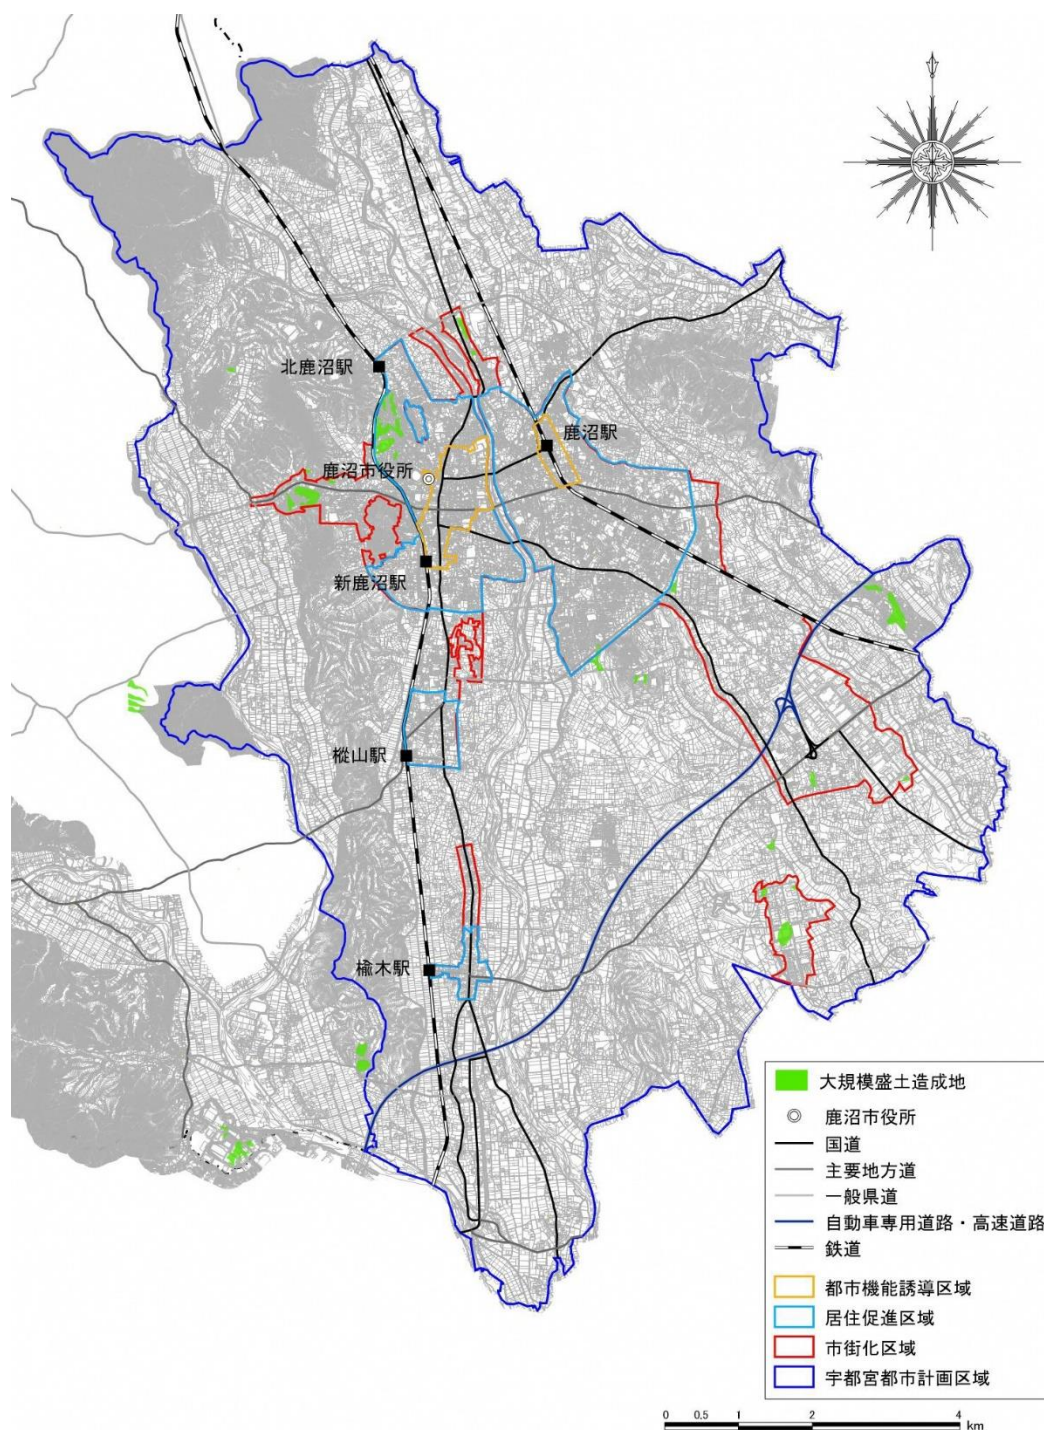 北鹿沼駅
鹿沼駅
鹿沼市役所
新鹿沼駅
樅山駅
楡木駅
大規模盛土造成地
鹿沼市役所
国道
主要地方道
一般県道
自動車専用道路・高速道路
鉄道
都市機能誘導区域
居住促進区域
市街化区域
宇都宮都市計画区域
0 0.5 1 2 4
km